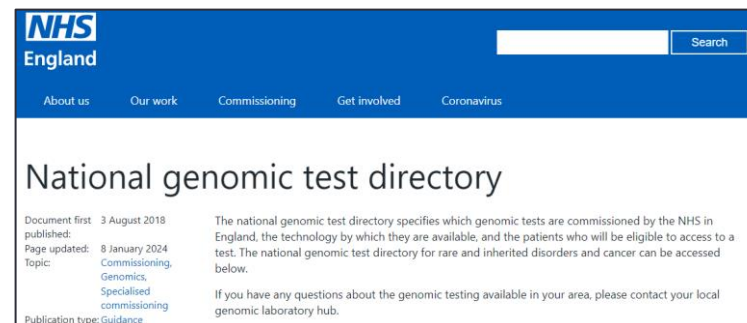 NHS
England
Search
About us Our work Commissioning Get involved Coronavirus
National genomic test directory
Document first published: 3 August 2018
Page updated: 8 January 2024
Topic: Commissioning,
Genomics,
Specialised
commissioning
Publication type: Guidance
The national genomic test directory specifies which genomic tests are commissioned by the NHS in
England, the technology by which they are available, and the patients who will be eligible to access to a
test. The national genomic test directory for rare and inherited disorders and cancer can be accessed
below.
If you have any questions about the genomic testing available in your area, please contact your local
genomic laboratory hub.